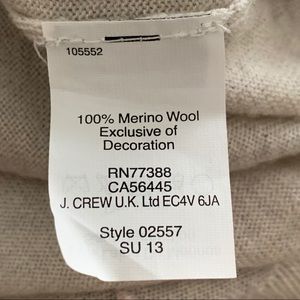 105552
100% Merino Wool
Exclusive of
Decoration
RN77388
CA56445
J. CREW U.K. Ltd EC4V 6JA
Style 02557
SU 13